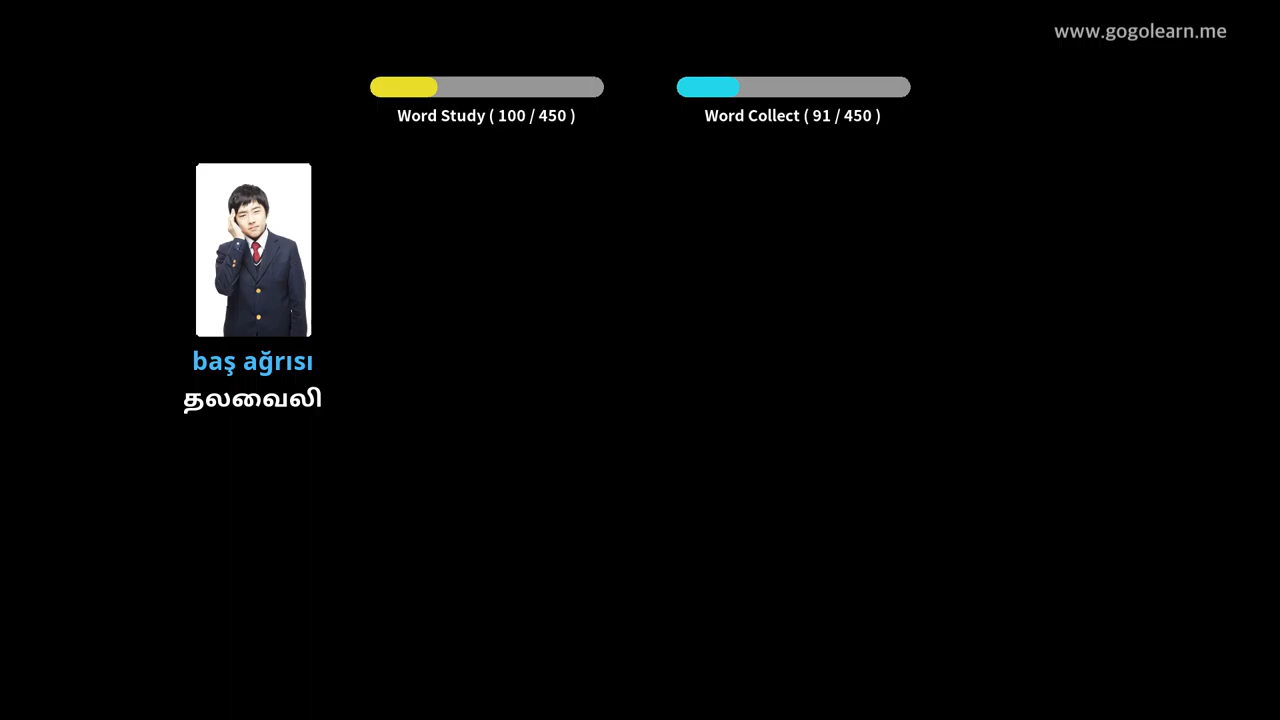 www.gogolearn.me
Word Study ( 100 / 450 )
Word Collect ( 91 / 450 )
baş ağrısı
தலைவலி